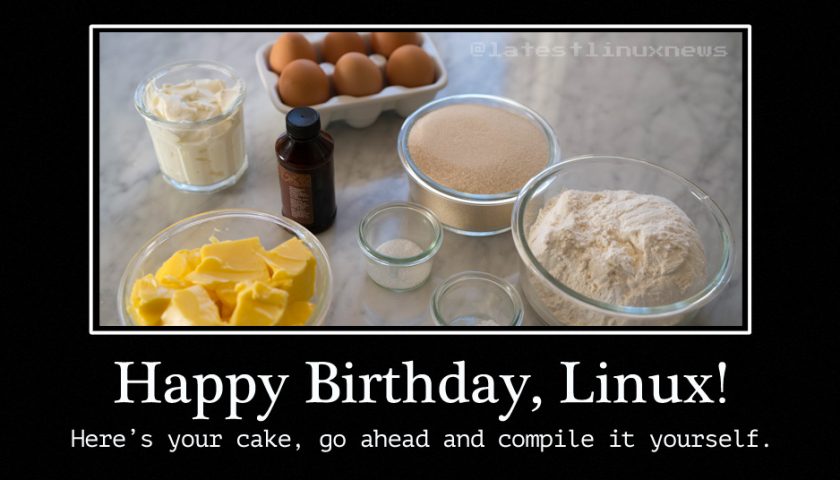 @latestlinuxnews
Happy Birthday, Linux!
Here's your cake, go ahead and compile it yourself.